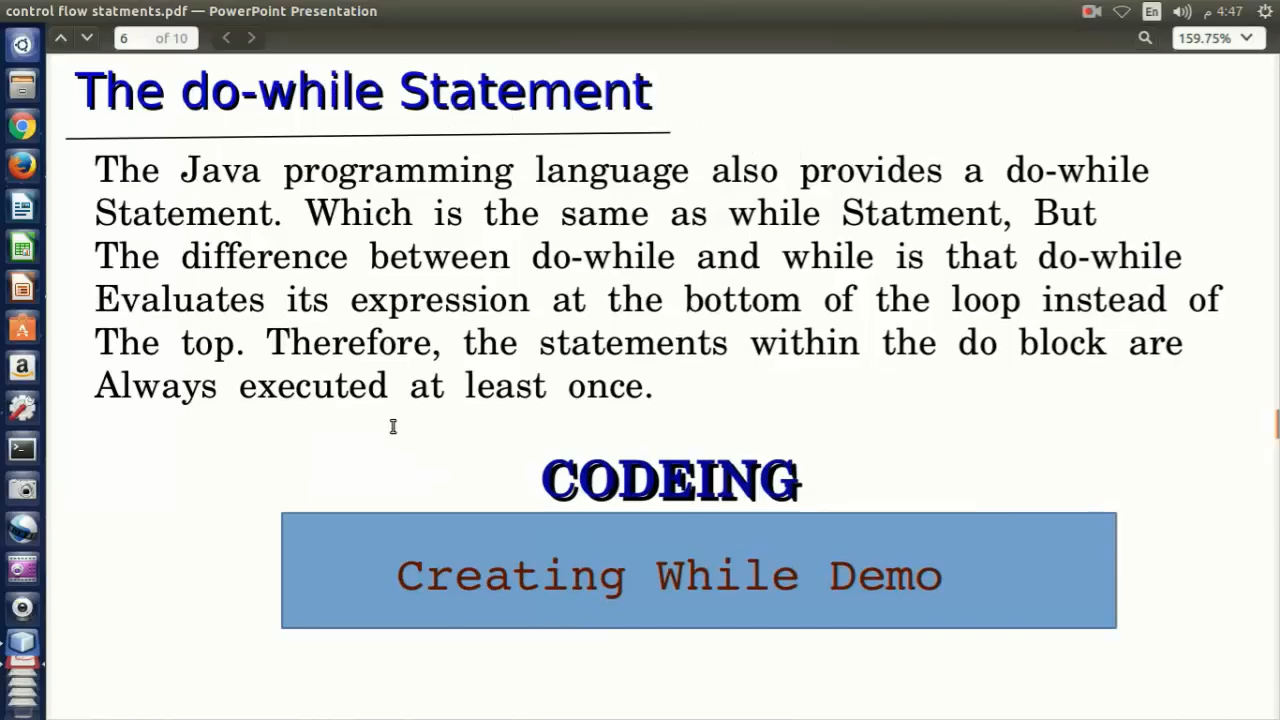 control flow statments.pdf — PowerPoint Presentation
En
4:47 م
6 of 10
159.75%
The do-while Statement
The Java programming language also provides a do-while
Statement. Which is the same as while Statment, But
The difference between do-while and while is that do-while
Evaluates its expression at the bottom of the loop instead of
The top. Therefore, the statements within the do block are
Always executed at least once.
CODEING
Creating While Demo